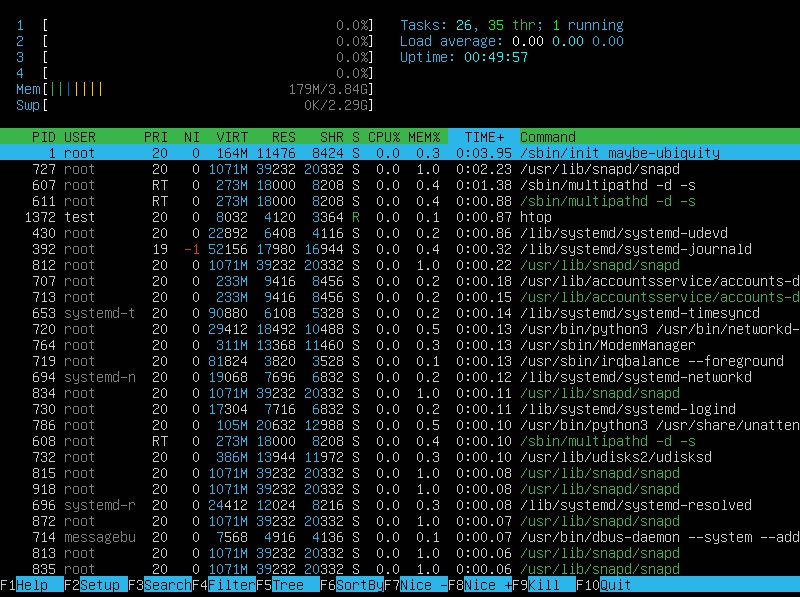 1 [ 0.0%] Tasks: 26, 35 thr; 1 running
2 [ 0.0%] Load average: 0.00 0.00 0.00
3 [ 0.0%] Uptime: 00:49:57
4 [ 0.0%]
Mem[||||||| 179M/3.84G]
Swp[ 0K/2.29G]
PID USER PRI NI VIRT RES SHR S CPU% MEM% TIME+ Command
1 root 20 0 164M 11476 8424 S 0.0 0.3 0:03.95 /sbin/init maybe-ubiquity
727 root 20 0 1071M 39232 20332 S 0.0 1.0 0:02.23 /usr/lib/snapd/snapd
607 root RT 0 273M 18000 8208 S 0.0 0.4 0:01.38 /sbin/multipathd -d -s
611 root RT 0 273M 18000 8208 S 0.0 0.4 0:00.88 /sbin/multipathd -d -s
1372 test 20 0 8032 4120 3364 R 0.0 0.1 0:00.87 htop
430 root 20 0 22892 6408 4116 S 0.0 0.2 0:00.86 /lib/systemd/systemd-udevd
392 root 19 -1 52156 17980 16944 S 0.0 0.4 0:00.32 /lib/systemd/systemd-journald
812 root 20 0 1071M 39232 20332 S 0.0 1.0 0:00.22 /usr/lib/snapd/snapd
707 root 20 0 233M 9416 8456 S 0.0 0.2 0:00.18 /usr/lib/accountsservice/accounts-d
713 root 20 0 233M 9416 8456 S 0.0 0.2 0:00.15 /usr/lib/accountsservice/accounts-d
653 systemd-t 20 0 90880 6108 5328 S 0.0 0.2 0:00.14 /lib/systemd/systemd-timesyncd
720 root 20 0 29412 18492 10488 S 0.0 0.5 0:00.13 /usr/bin/python3 /usr/bin/networkd-
764 root 20 0 311M 13368 11460 S 0.0 0.3 0:00.13 /usr/sbin/ModemManager
719 root 20 0 81824 3820 3528 S 0.0 0.1 0:00.13 /usr/sbin/irqbalance --foreground
694 systemd-n 20 0 19068 7696 6832 S 0.0 0.2 0:00.12 /lib/systemd/systemd-networkd
834 root 20 0 1071M 39232 20332 S 0.0 1.0 0:00.11 /usr/lib/snapd/snapd
730 root 20 0 17304 7716 6832 S 0.0 0.2 0:00.11 /lib/systemd/systemd-logind
786 root 20 0 105M 20632 12988 S 0.0 0.5 0:00.10 /usr/bin/python3 /usr/share/unatten
608 root RT 0 273M 18000 8208 S 0.0 0.4 0:00.10 /sbin/multipathd -d -s
732 root 20 0 386M 13944 11972 S 0.0 0.3 0:00.10 /usr/lib/udisks2/udisksd
815 root 20 0 1071M 39232 20332 S 0.0 1.0 0:00.08 /usr/lib/snapd/snapd
918 root 20 0 1071M 39232 20332 S 0.0 1.0 0:00.08 /usr/lib/snapd/snapd
696 systemd-r 20 0 24412 12024 8216 S 0.0 0.3 0:00.08 /lib/systemd/systemd-resolved
872 root 20 0 1071M 39232 20332 S 0.0 1.0 0:00.07 /usr/lib/snapd/snapd
714 messagebu 20 0 7568 4916 4136 S 0.0 0.1 0:00.07 /usr/bin/dbus-daemon --system --add
813 root 20 0 1071M 39232 20332 S 0.0 1.0 0:00.06 /usr/lib/snapd/snapd
835 root 20 0 1071M 39232 20332 S 0.0 1.0 0:00.06 /usr/lib/snapd/snapd
F1Help F2Setup F3SearchF4FilterF5Tree F6SortByF7Nice -F8Nice +F9Kill F10Quit